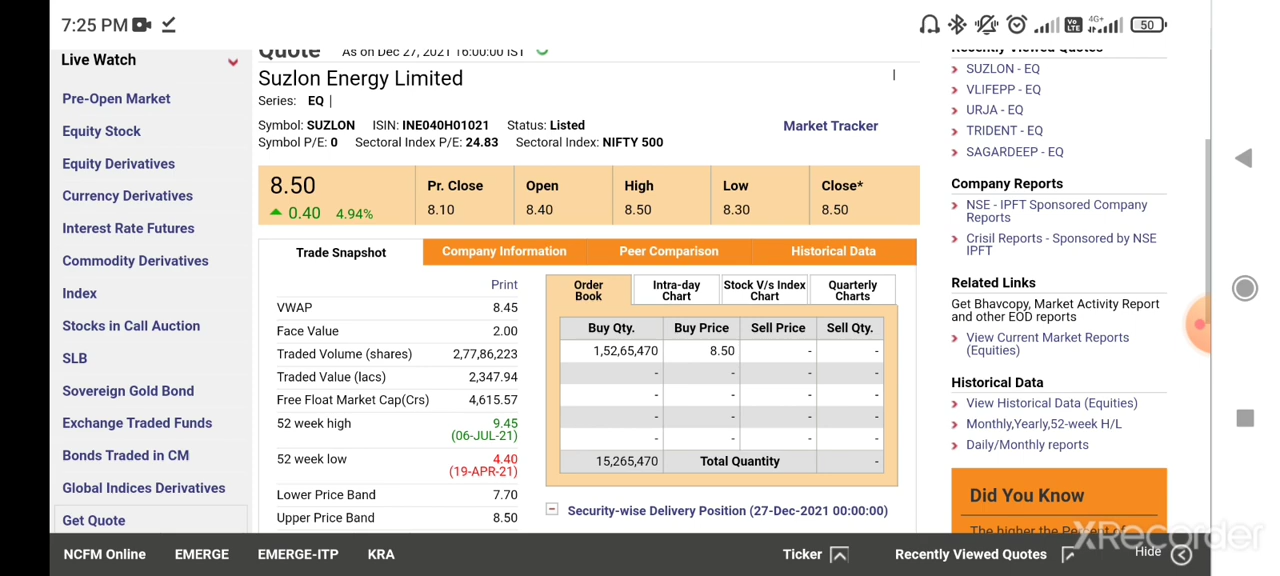 7:25 PM
4G+
Vo LTE
50
Live Watch
Pre-Open Market
Equity Stock
Equity Derivatives
Currency Derivatives
Interest Rate Futures
Commodity Derivatives
Index
Stocks in Call Auction
SLB
Sovereign Gold Bond
Exchange Traded Funds
Bonds Traded in CM
Global Indices Derivatives
Get Quote
Quote As on Dec 27, 2021 16:00:00 IST
Suzlon Energy Limited
Series: EQ |
Symbol: SUZLON ISIN: INE040H01021 Status: Listed
Market Tracker
Symbol P/E: 0 Sectoral Index P/E: 24.83 Sectoral Index: NIFTY 500
8.50
0.40 4.94%
Pr. Close Open High Low Close*
8.10 8.40 8.50 8.30 8.50
Trade Snapshot Company Information Peer Comparison Historical Data
Print
VWAP 8.45
Face Value 2.00
Traded Volume (shares) 2,77,86,223
Traded Value (lacs) 2,347.94
Free Float Market Cap(Crs) 4,615.57
52 week high 9.45
(06-JUL-21)
52 week low 4.40
(19-APR-21)
Lower Price Band 7.70
Upper Price Band 8.50
Order Book
Intra-day Chart
Stock V/s Index Chart
Quarterly Charts
Buy Qty. Buy Price Sell Price Sell Qty.
1,52,65,470 8.50 - -
- - - -
- - - -
- - - -
- - - -
15,265,470 Total Quantity -
Security-wise Delivery Position (27-Dec-2021 00:00:00)
Recently Viewed Quotes
SUZLON - EQ
VLIFEPP - EQ
URJA - EQ
TRIDENT - EQ
SAGARDEEP - EQ
Company Reports
NSE - IPFT Sponsored Company
Reports
Crisil Reports - Sponsored by NSE
IPFT
Related Links
Get Bhavcopy, Market Activity Report
and other EOD reports
View Current Market Reports
(Equities)
Historical Data
View Historical Data (Equities)
Monthly,Yearly,52-week H/L
Daily/Monthly reports
Did You Know
The higher the Percent of
XRecorder
NCFM Online EMERGE EMERGE-ITP KRA Ticker Recently Viewed Quotes Hide